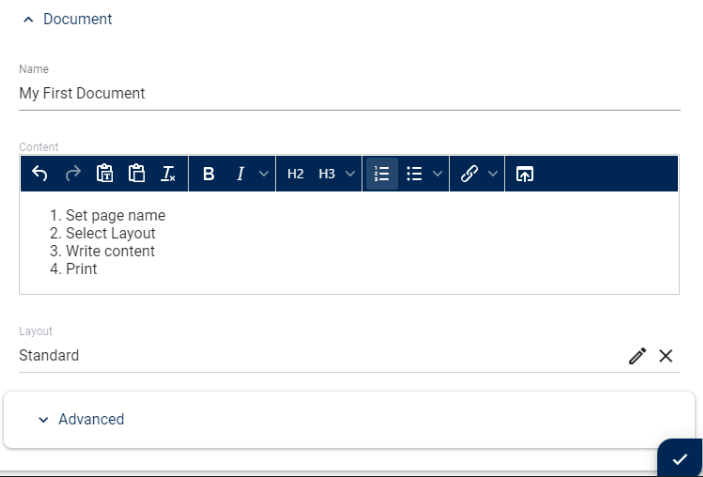 Document
Name
My First Document
Content
B I H2 H3
1. Set page name
2. Select Layout
3. Write content
4. Print
Layout
Standard
Advanced